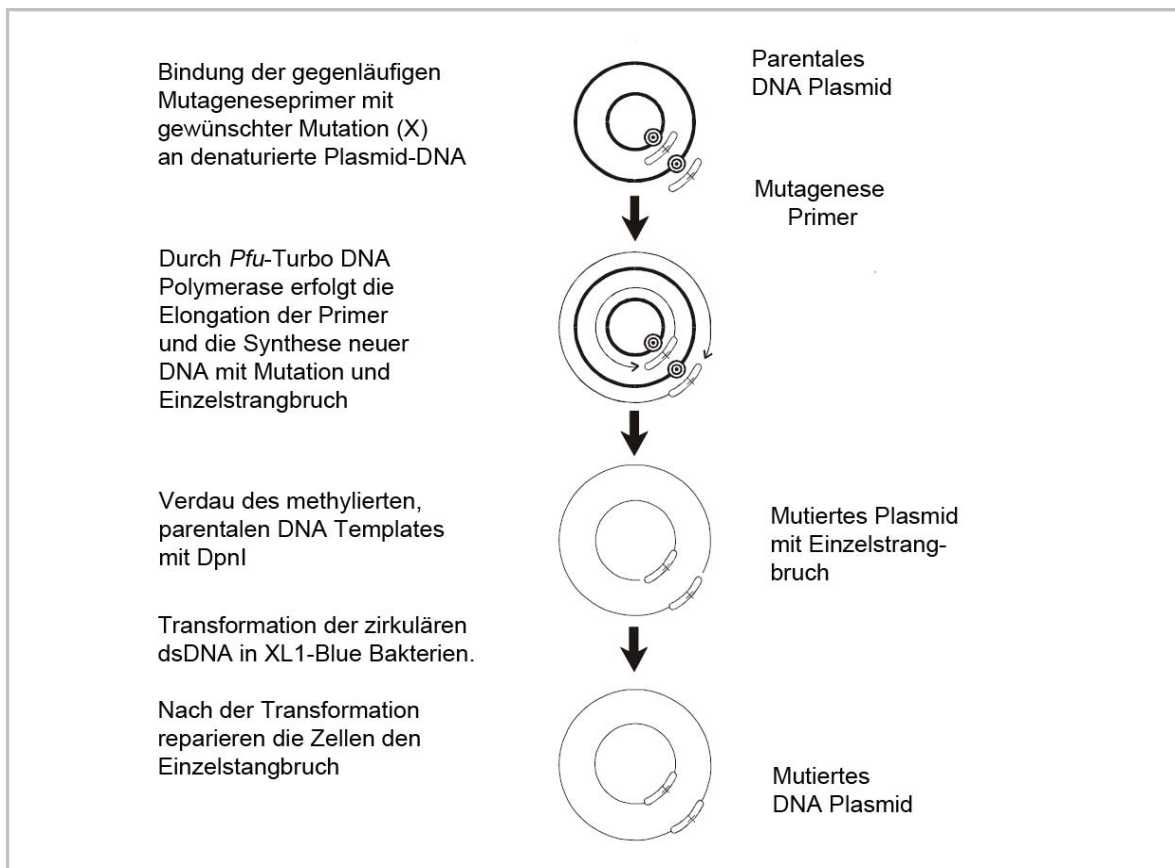 Bindung der gegenläufigen
Mutageneseprimer mit
gewünschter Mutation (X)
an denaturierte Plasmid-DNA
Parentales
DNA Plasmid
Mutagenese
Primer
Durch Pfu-Turbo DNA
Polymerase erfolgt die
Elongation der Primer
und die Synthese neuer
DNA mit Mutation und
Einzelstrangbruch
Verdau des methylierten,
parentalen DNA Templates
mit DpnI
Mutiertes Plasmid
mit Einzelstrang-
bruch
Transformation der zirkulären
dsDNA in XL1-Blue Bakterien.
Nach der Transformation
reparieren die Zellen den
Einzelstangbruch
Mutiertes
DNA Plasmid